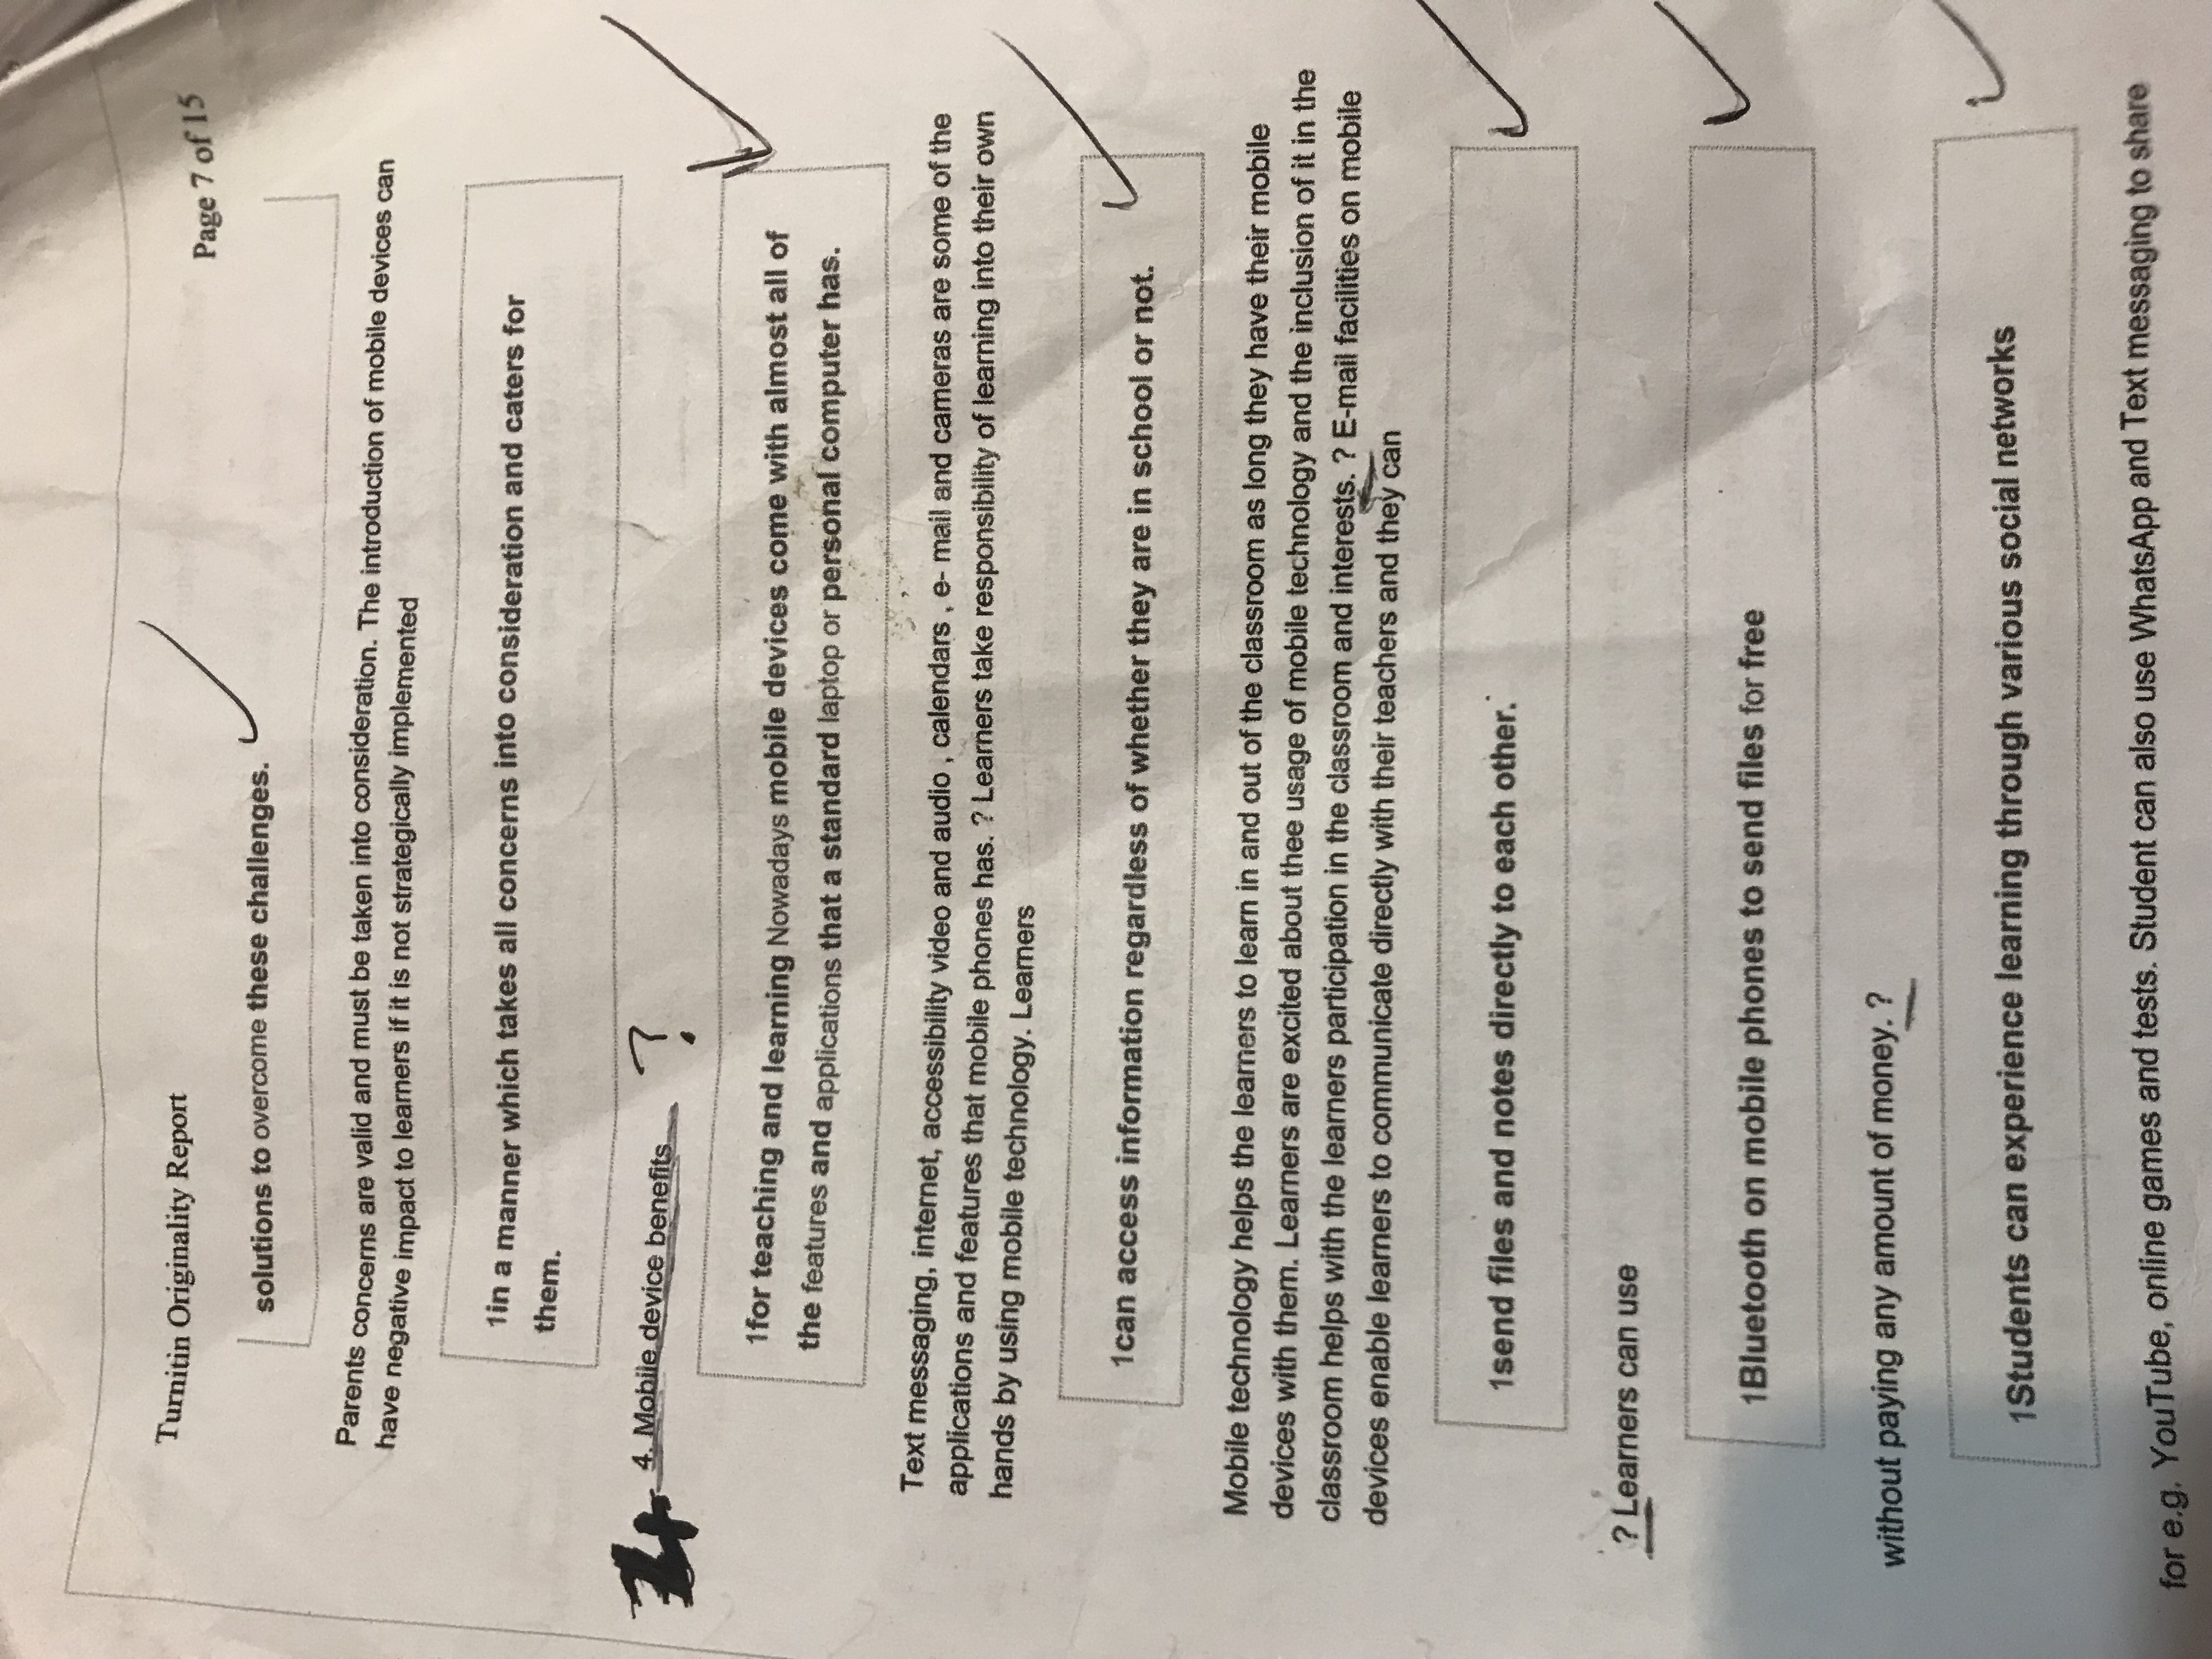 Turnitin Originality Report
Page 7 of 15
solutions to overcome these challenges.
Parents concerns are valid and must be taken into consideration. The introduction of mobile devices can
have negative impact to learners if it is not strategically implemented
1in a manner which takes all concerns into consideration and caters for
them.
4. Mobile device benefits ?
1for teaching and learning Nowadays mobile devices come with almost all of
the features and applications that a standard laptop or personal computer has.
Text messaging, internet, accessibility video and audio , calendars , e- mail and cameras are some of the
applications and features that mobile phones has. ? Learners take responsibility of learning into their own
hands by using mobile technology. Learners
1can access information regardless of whether they are in school or not.
Mobile technology helps the learners to learn in and out of the classroom as long they have their mobile
devices with them. Learners are excited about thee usage of mobile technology and the inclusion of it in the
classroom helps with the learners participation in the classroom and interests. ? E-mail facilities on mobile
devices enable learners to communicate directly with their teachers and they can
1send files and notes directly to each other.
? Learners can use
1Bluetooth on mobile phones to send files for free
without paying any amount of money. ?
1Students can experience learning through various social networks
for e.g. YouTube, online games and tests. Student can also use WhatsApp and Text messaging to share